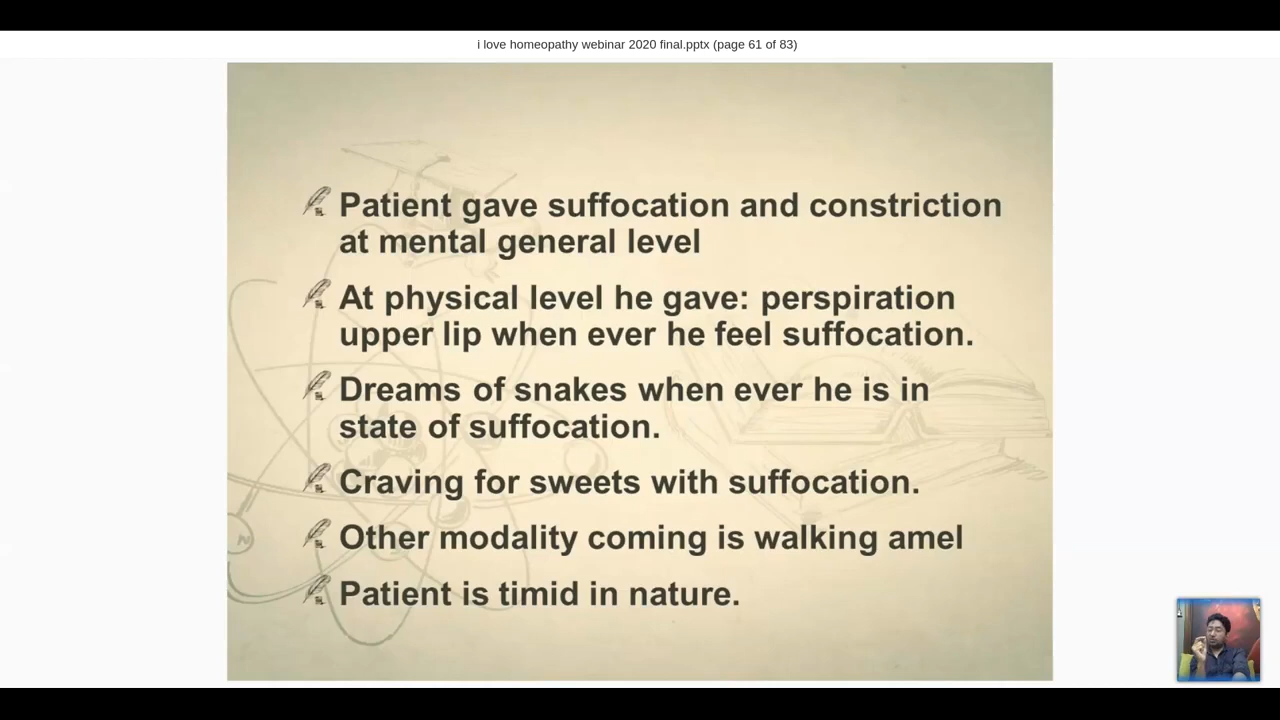 i love homeopathy webinar 2020 final.pptx (page 61 of 83)
Patient gave suffocation and constriction
at mental general level
At physical level he gave: perspiration
upper lip when ever he feel suffocation.
Dreams of snakes when ever he is in
state of suffocation.
Craving for sweets with suffocation.
Other modality coming is walking amel
Patient is timid in nature.
N